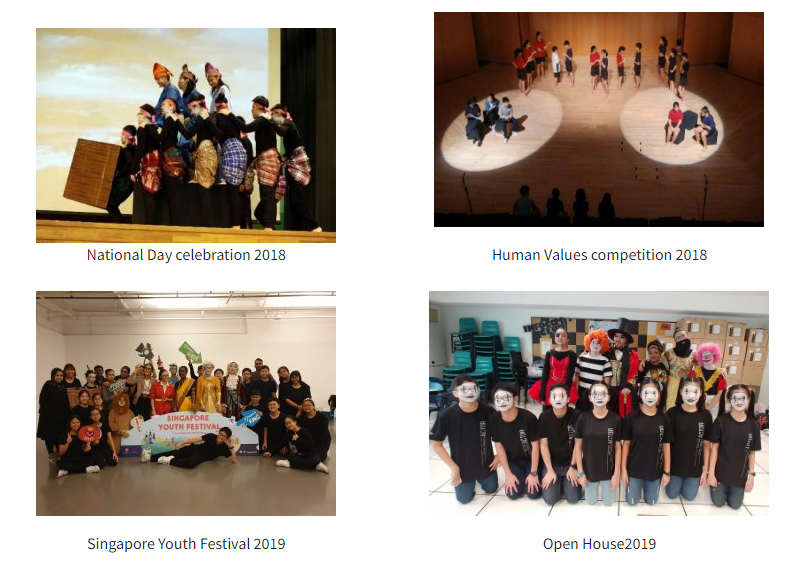 National Day celebration 2018
Human Values competition 2018
SINGAPORE
YOUTH FESTIVAL
Singapore Youth Festival 2019
Open House2019